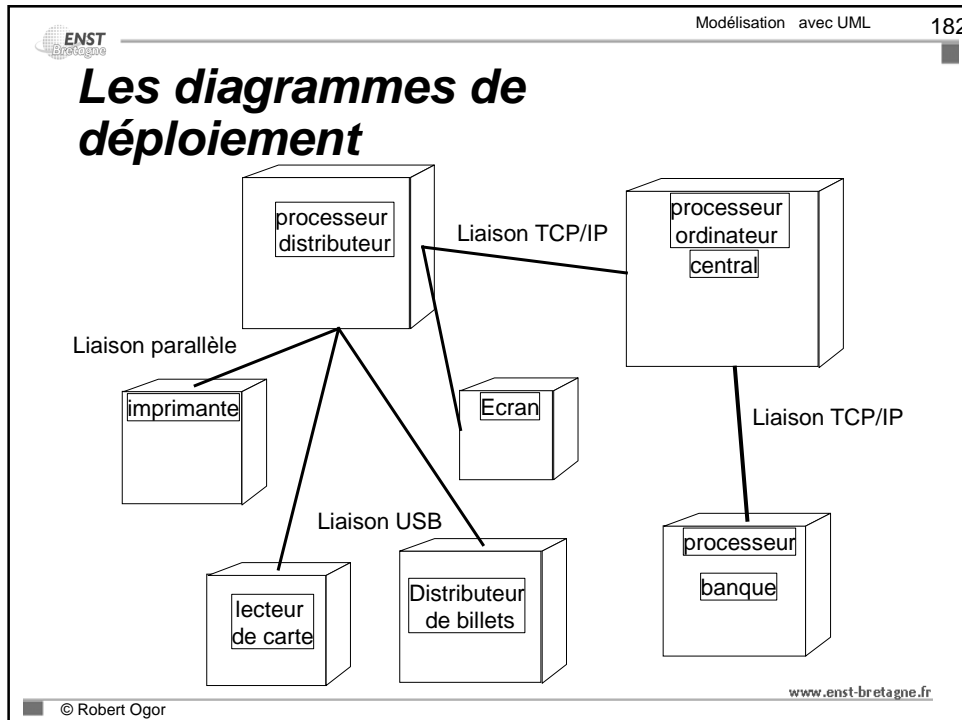 ENST
Bretagne
Modélisation avec UML
182
Les diagrammes de
déploiement
processeur
distributeur
Liaison TCP/IP
processeur
ordinateur
central
Liaison parallèle
imprimante
Ecran
Liaison TCP/IP
Liaison USB
lecteur
de carte
Distributeur
de billets
processeur
banque
www.enst-bretagne.fr
© Robert Ogor